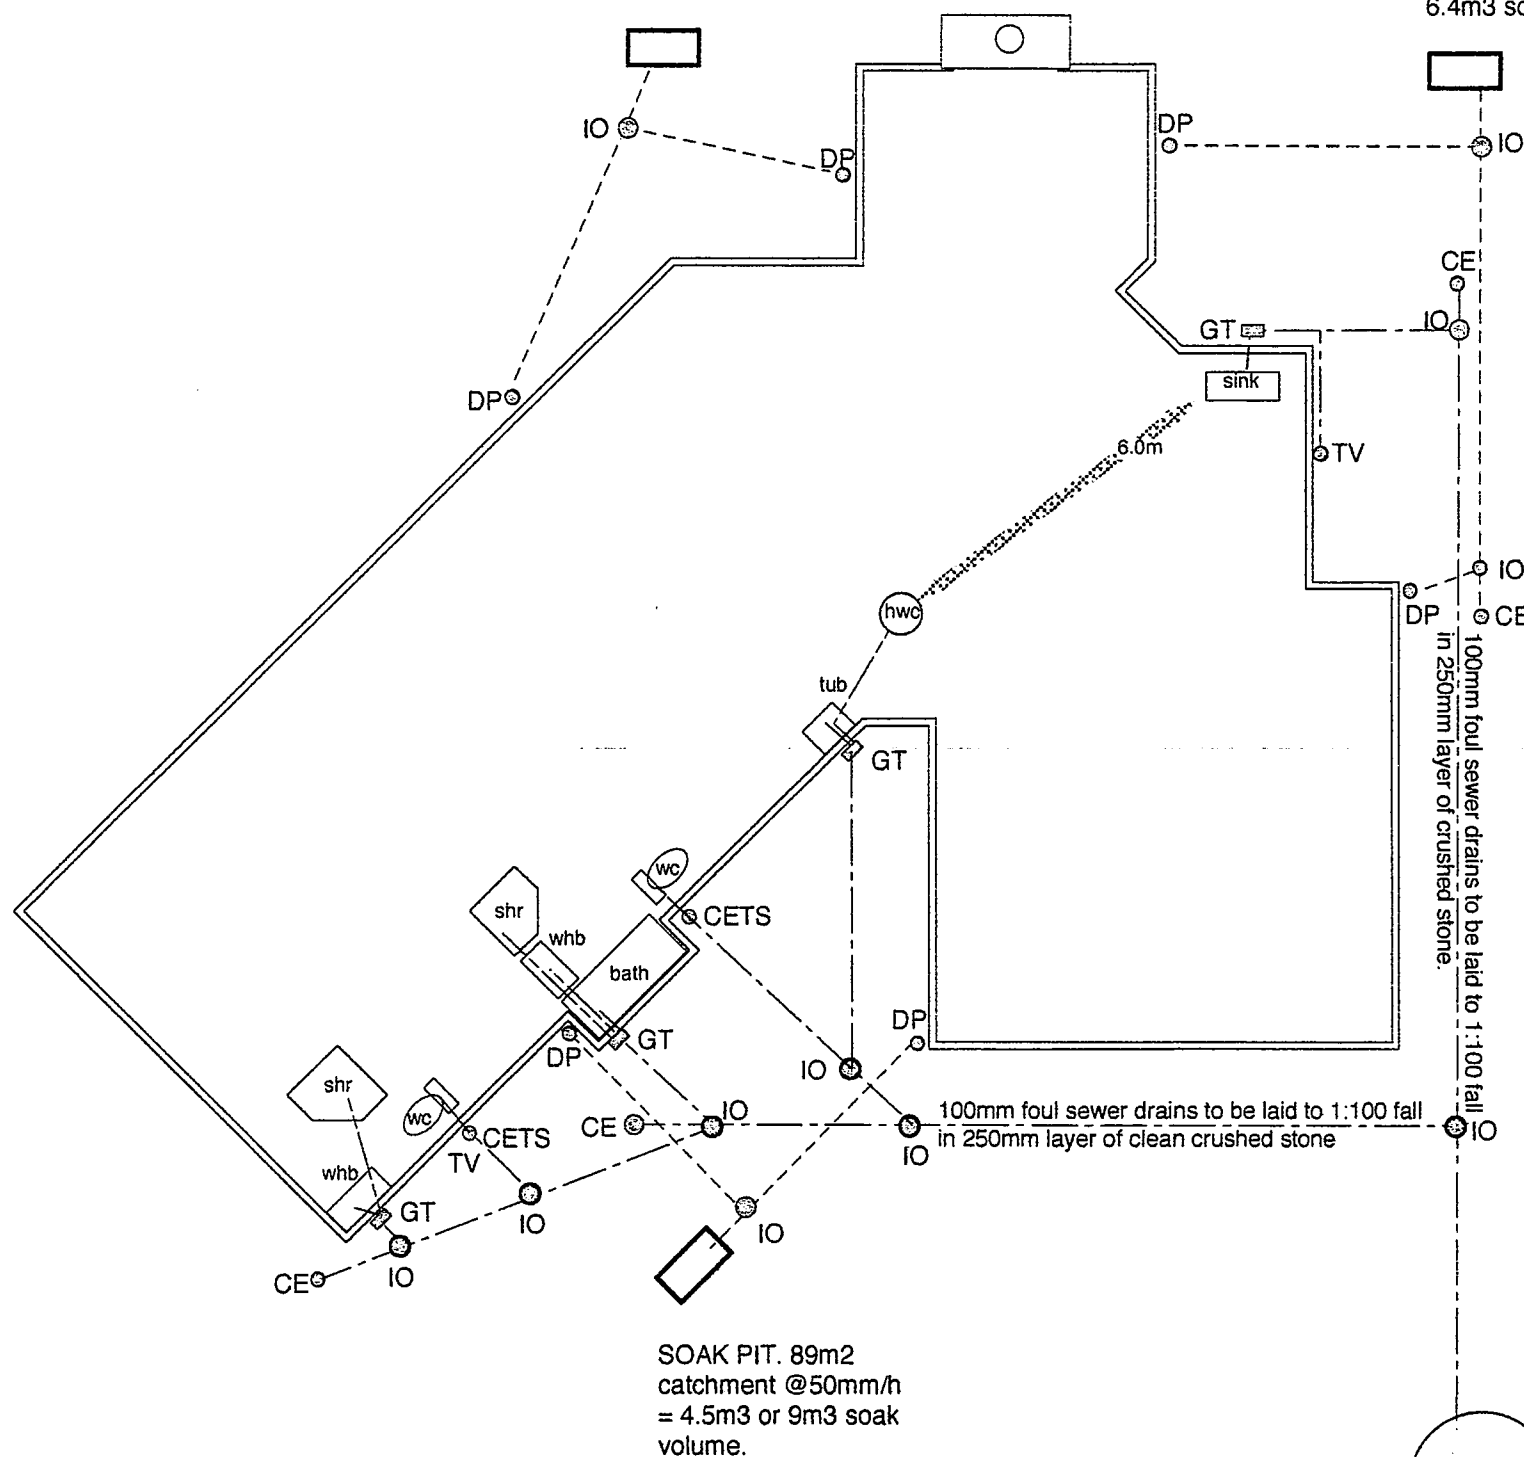 6.4m3
IO
DP
DP
IO
CE
IO
GT
sink
DP
6.0m
TV
IO
hwc
DP
CE
tub
GT
100mm foul sewer drains to be laid to 1:100 fall
in 250mm layer of crushed stone.
wc
shr
CETS
whb
bath
DP
GT
DP
IO
shr
wc
IO
CE
100mm foul sewer drains to be laid to 1:100 fall
in 250mm layer of clean crushed stone
IO
IO
CETS
TV
whb
GT
IO
IO
IO
CE
SOAK PIT. 89m2
catchment @50mm/h
= 4.5m3 or 9m3 soak
volume.